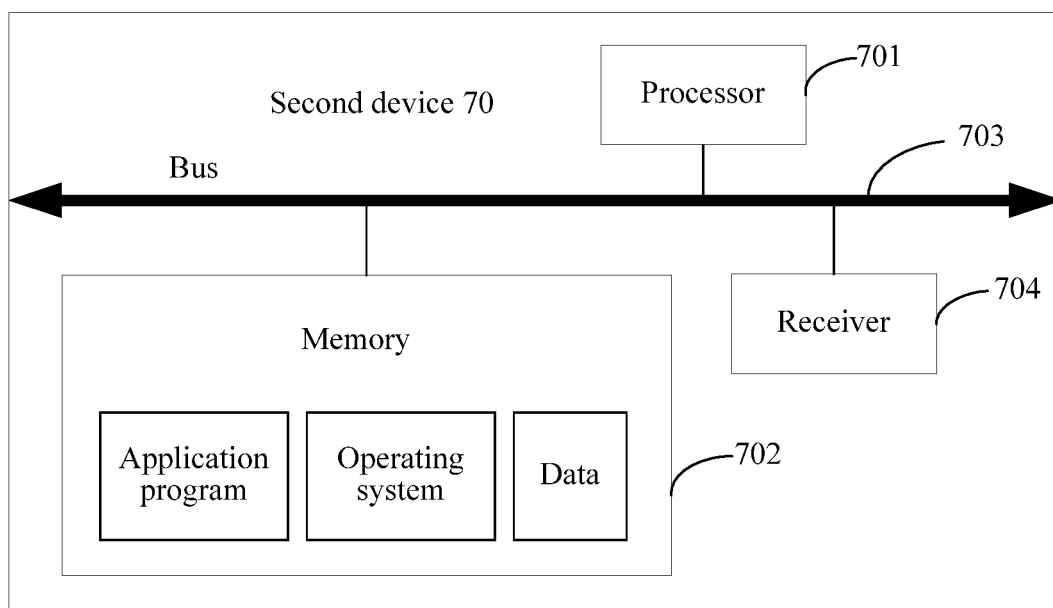 701
Processor
Second device 70
703
Bus
704
Receiver
Memory
702
Application
program
Operating
system
Data